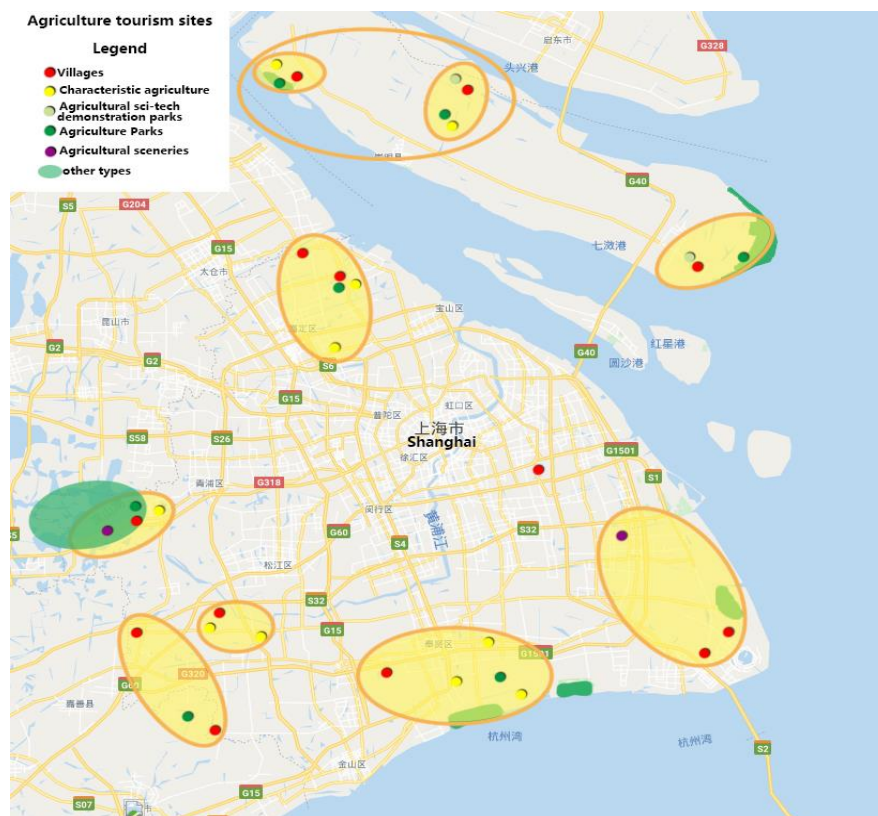 Agriculture tourism sites
Legend
Villages
Characteristic agriculture
Agricultural sci-tech
demonstration parks
Agriculture Parks
Agricultural sceneries
other types
启东市
G328
头兴港
G40
S5
G204
G15
七滧港
太仓市
昆山市
宝山区
红星港
G2
G40
圆沙港
G2
S6
G15
普陀区
虹口区
上海市
Shanghai
S58
S26
徐汇区
G1501
青浦区
G318
S1
闵行区
黄浦江
G60
S32
S4
松江区
S32
G15
奉贤区
G320
嘉善县
杭州湾
杭州湾
S2
金山区
G15
S07